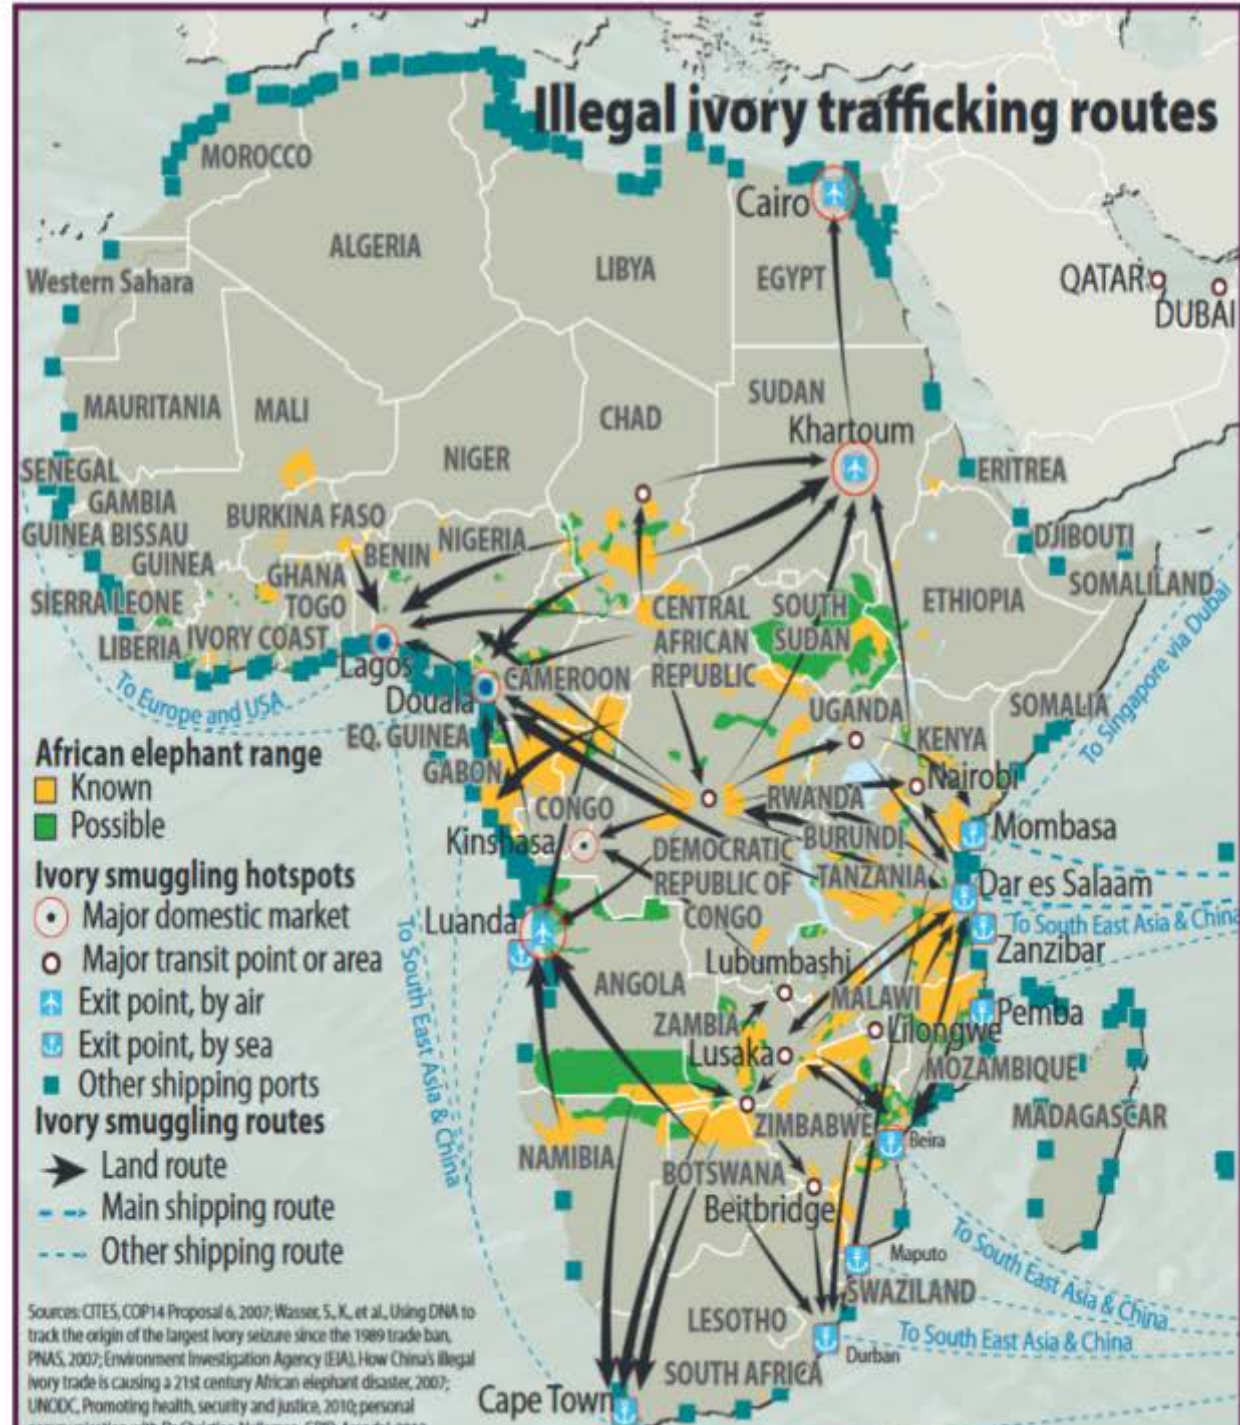 Illegal ivory trafficking routes
MOROCCO
Cairo
ALGERIA
LIBYA
EGYPT
QATAR
DUBAI
Western Sahara
MAURITANIA
MALI
NIGER
CHAD
SUDAN
Khartoum
ERITREA
SENEGAL
GAMBIA
GUINEA BISSAU
GUINEA
BURKINA FASO
BENIN
NIGERIA
DJIBOUTI
SOMALILAND
SIERRA LEONE
GHANA
TOGO
CENTRAL
AFRICAN
REPUBLIC
SOUTH
SUDAN
ETHIOPIA
LIBERIA
IVORY COAST
Lagos
Douala
CAMEROON
SOMALIA
To Singapore via Dubai
To Europe and USA
EQ. GUINEA
GABON
UGANDA
KENYA
Nairobi
CONGO
RWANDA
Mombasa
Kinshasa
BURUNDI
DEMOCRATIC
REPUBLIC OF
CONGO
TANZANIA
Dar es Salaam
To South East Asia & China
Zanzibar
Luanda
ANGOLA
Lubumbashi
MALAWI
Pemba
ZAMBIA
Lilongwe
Lusaka
MOZAMBIQUE
MADAGASCAR
ZIMBABWE
Beira
NAMIBIA
BOTSWANA
Beitbridge
To South East Asia & China
Maputo
SWAZILAND
To South East Asia & China
LESOTHO
To South East Asia & China
Durban
SOUTH AFRICA
Cape Town
African elephant range
Known
Possible
Ivory smuggling hotspots
Major domestic market
Major transit point or area
Exit point, by air
Exit point, by sea
Other shipping ports
Ivory smuggling routes
Land route
Main shipping route
Other shipping route
Sources: CITES, COP14 Proposal 6, 2007; Wasser, S., K., et al., Using DNA to
track the origin of the largest ivory seizure since the 1989 trade ban,
PNAS, 2007; Environment Investigation Agency (EIA), How China's illegal
ivory trade is causing a 21st century African elephant disaster, 2007;
UNODC, Promoting health, security and justice, 2010; personal